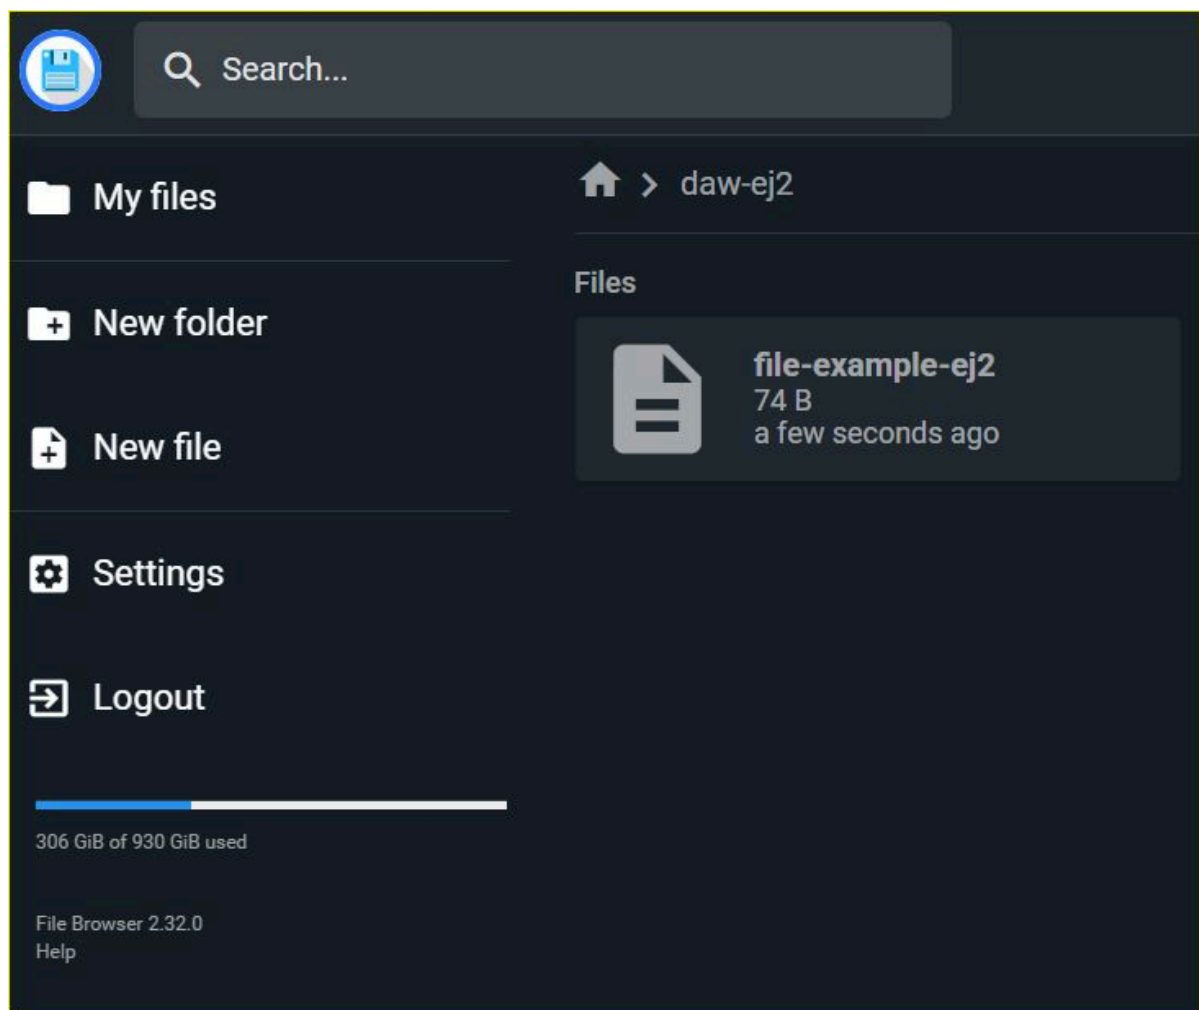 Search...
My files
New folder
New file
Settings
Logout
306 GiB of 930 GiB used
File Browser 2.32.0
Help
daw-ej2
Files
file-example-ej2
74 B
a few seconds ago